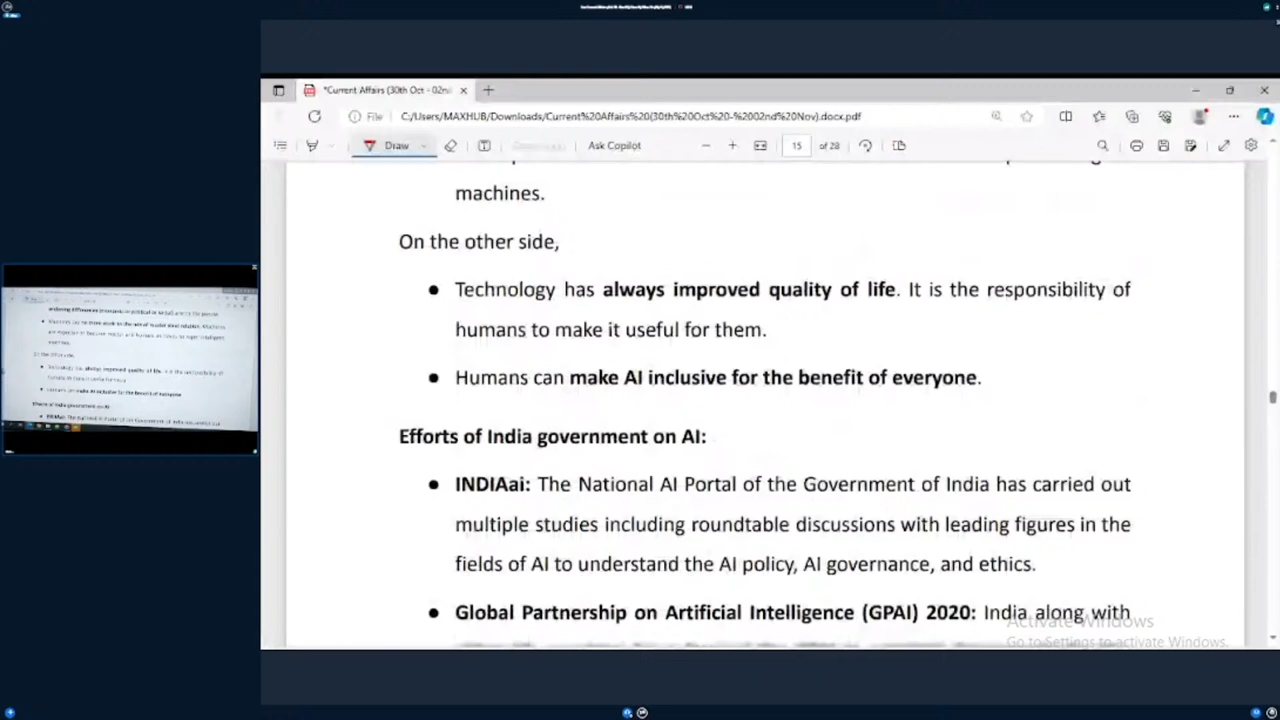 *Current Affairs (30th Oct - 02nd
File C:/Users/MAXHUB/Downloads/Current%20Affairs%20(30th%20Oct%20-%2002nd%20Nov).docx.pdf
Draw Ask Copilot 15 of 28
machines.
On the other side,
● Technology has always improved quality of life. It is the responsibility of
humans to make it useful for them.
● Humans can make AI inclusive for the benefit of everyone.
Efforts of India government on AI:
● INDIAai: The National AI Portal of the Government of India has carried out
multiple studies including roundtable discussions with leading figures in the
fields of AI to understand the AI policy, AI governance, and ethics.
● Global Partnership on Artificial Intelligence (GPAI) 2020: India along with
Activate Windows
Go to Settings to activate Windows.